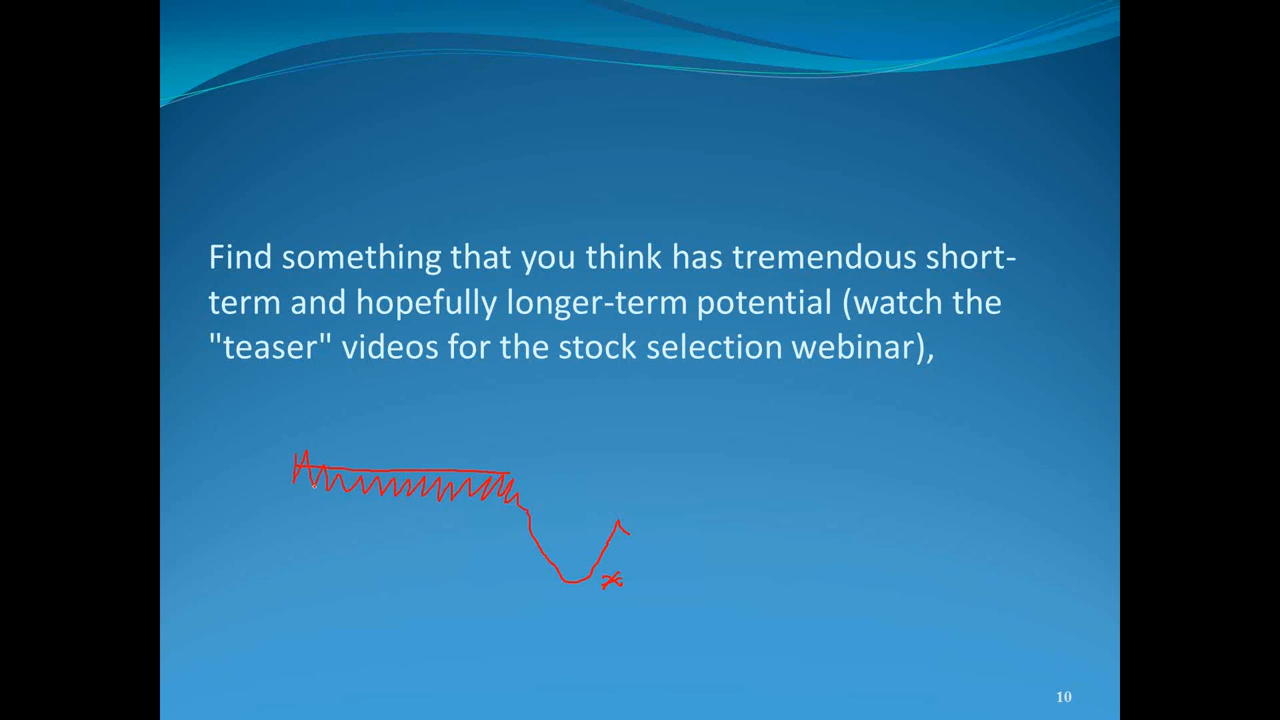 Find something that you think has tremendous short-
term and hopefully longer-term potential (watch the
"teaser" videos for the stock selection webinar),
10